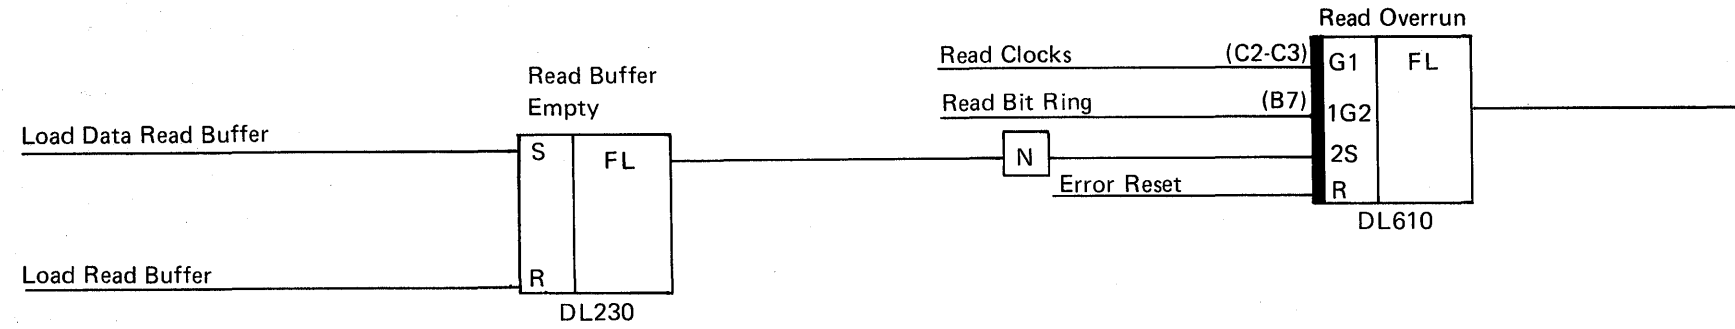 Read Overrun
Read Clocks (C2-C3) G1 FL
Read Buffer
Empty
Read Bit Ring (B7) 1G2
Load Data Read Buffer
S FL
N 2S
Error Reset R
DL610
Load Read Buffer R
DL230